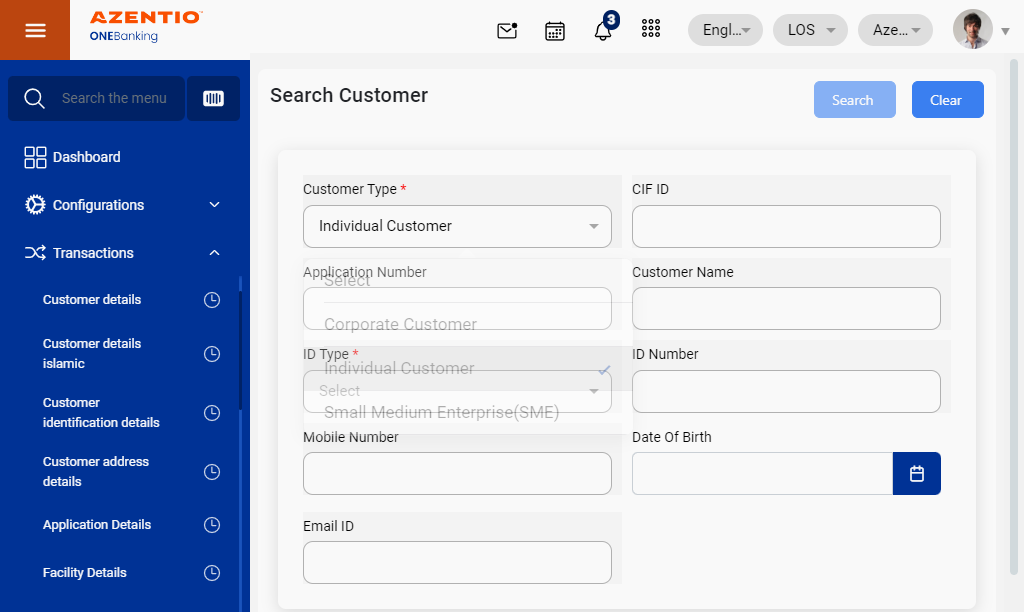 AZENTIO
ONEBanking
3
Engl...
LOS
Aze...
Search the menu
Dashboard
Configurations
Transactions
Customer details
Customer details
islamic
Customer
identification details
Customer address
details
Application Details
Facility Details
Search Customer
Search
Clear
Customer Type *
CIF ID
Individual Customer
Application Number
Customer Name
Select
Corporate Customer
ID Type *
ID Number
Individual Customer
Select
Small Medium Enterprise(SME)
Mobile Number
Date Of Birth
Email ID